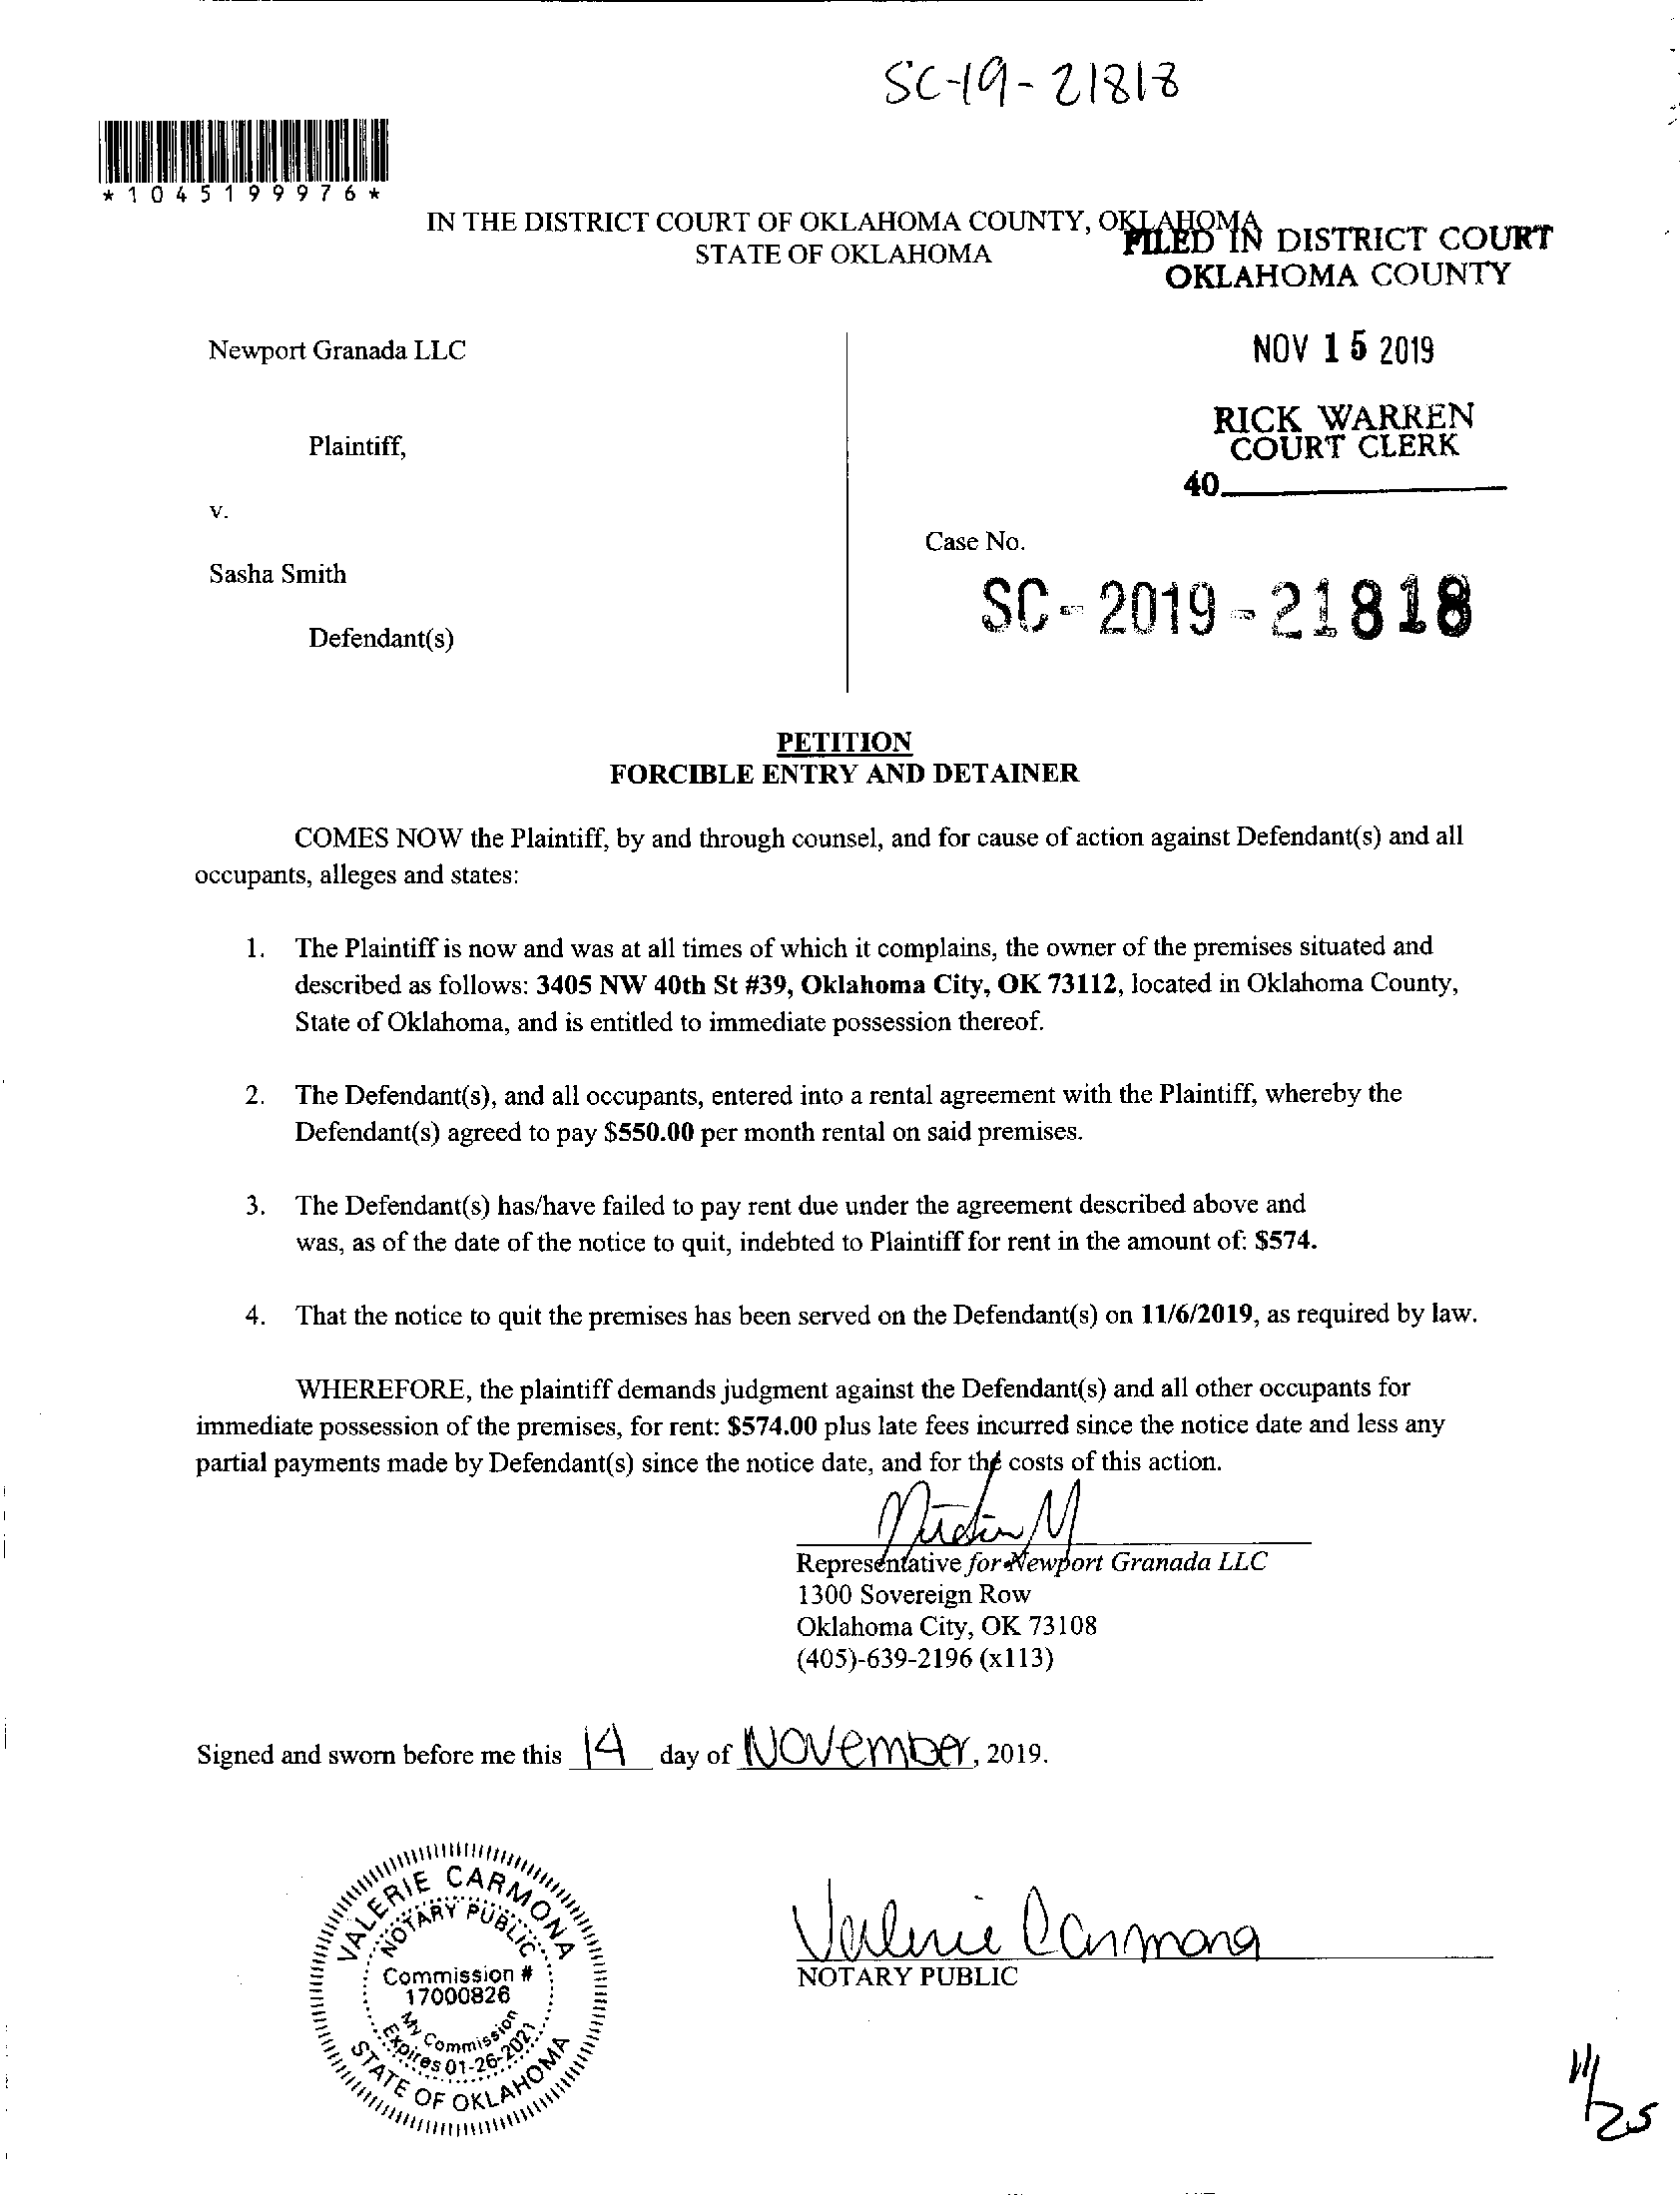 SC-19-21818
*1045199976*
IN THE DISTRICT COURT OF OKLAHOMA COUNTY, OKLAHOMA
STATE OF OKLAHOMA
FILED IN DISTRICT COURT
OKLAHOMA COUNTY
NOV 15 2019
RICK WARREN
COURT CLERK
40
Newport Granada LLC
Plaintiff,
v.
Sasha Smith
Defendant(s)
Case No.
SC-2019-21818
PETITION
FORCIBLE ENTRY AND DETAINER
COMES NOW the Plaintiff, by and through counsel, and for cause of action against Defendant(s) and all
occupants, alleges and states:
1. The Plaintiff is now and was at all times of which it complains, the owner of the premises situated and
described as follows: 3405 NW 40th St #39, Oklahoma City, OK 73112, located in Oklahoma County,
State of Oklahoma, and is entitled to immediate possession thereof.
2. The Defendant(s), and all occupants, entered into a rental agreement with the Plaintiff, whereby the
Defendant(s) agreed to pay $550.00 per month rental on said premises.
3. The Defendant(s) has/have failed to pay rent due under the agreement described above and
was, as of the date of the notice to quit, indebted to Plaintiff for rent in the amount of: $574.
4. That the notice to quit the premises has been served on the Defendant(s) on 11/6/2019, as required by law.
WHEREFORE, the plaintiff demands judgment against the Defendant(s) and all other occupants for
immediate possession of the premises, for rent: $574.00 plus late fees incurred since the notice date and less any
partial payments made by Defendant(s) since the notice date, and for the costs of this action.
Representative for Newport Granada LLC
1300 Sovereign Row
Oklahoma City, OK 73108
(405)-639-2196 (x113)
Signed and sworn before me this 14 day of November, 2019.
VALERIE CARMONA
NOTARY PUBLIC
Commission #
17000826
My Commission
Expires 01-26-2021
STATE OF OKLAHOMA
Valerie Carmona
NOTARY PUBLIC
11/25